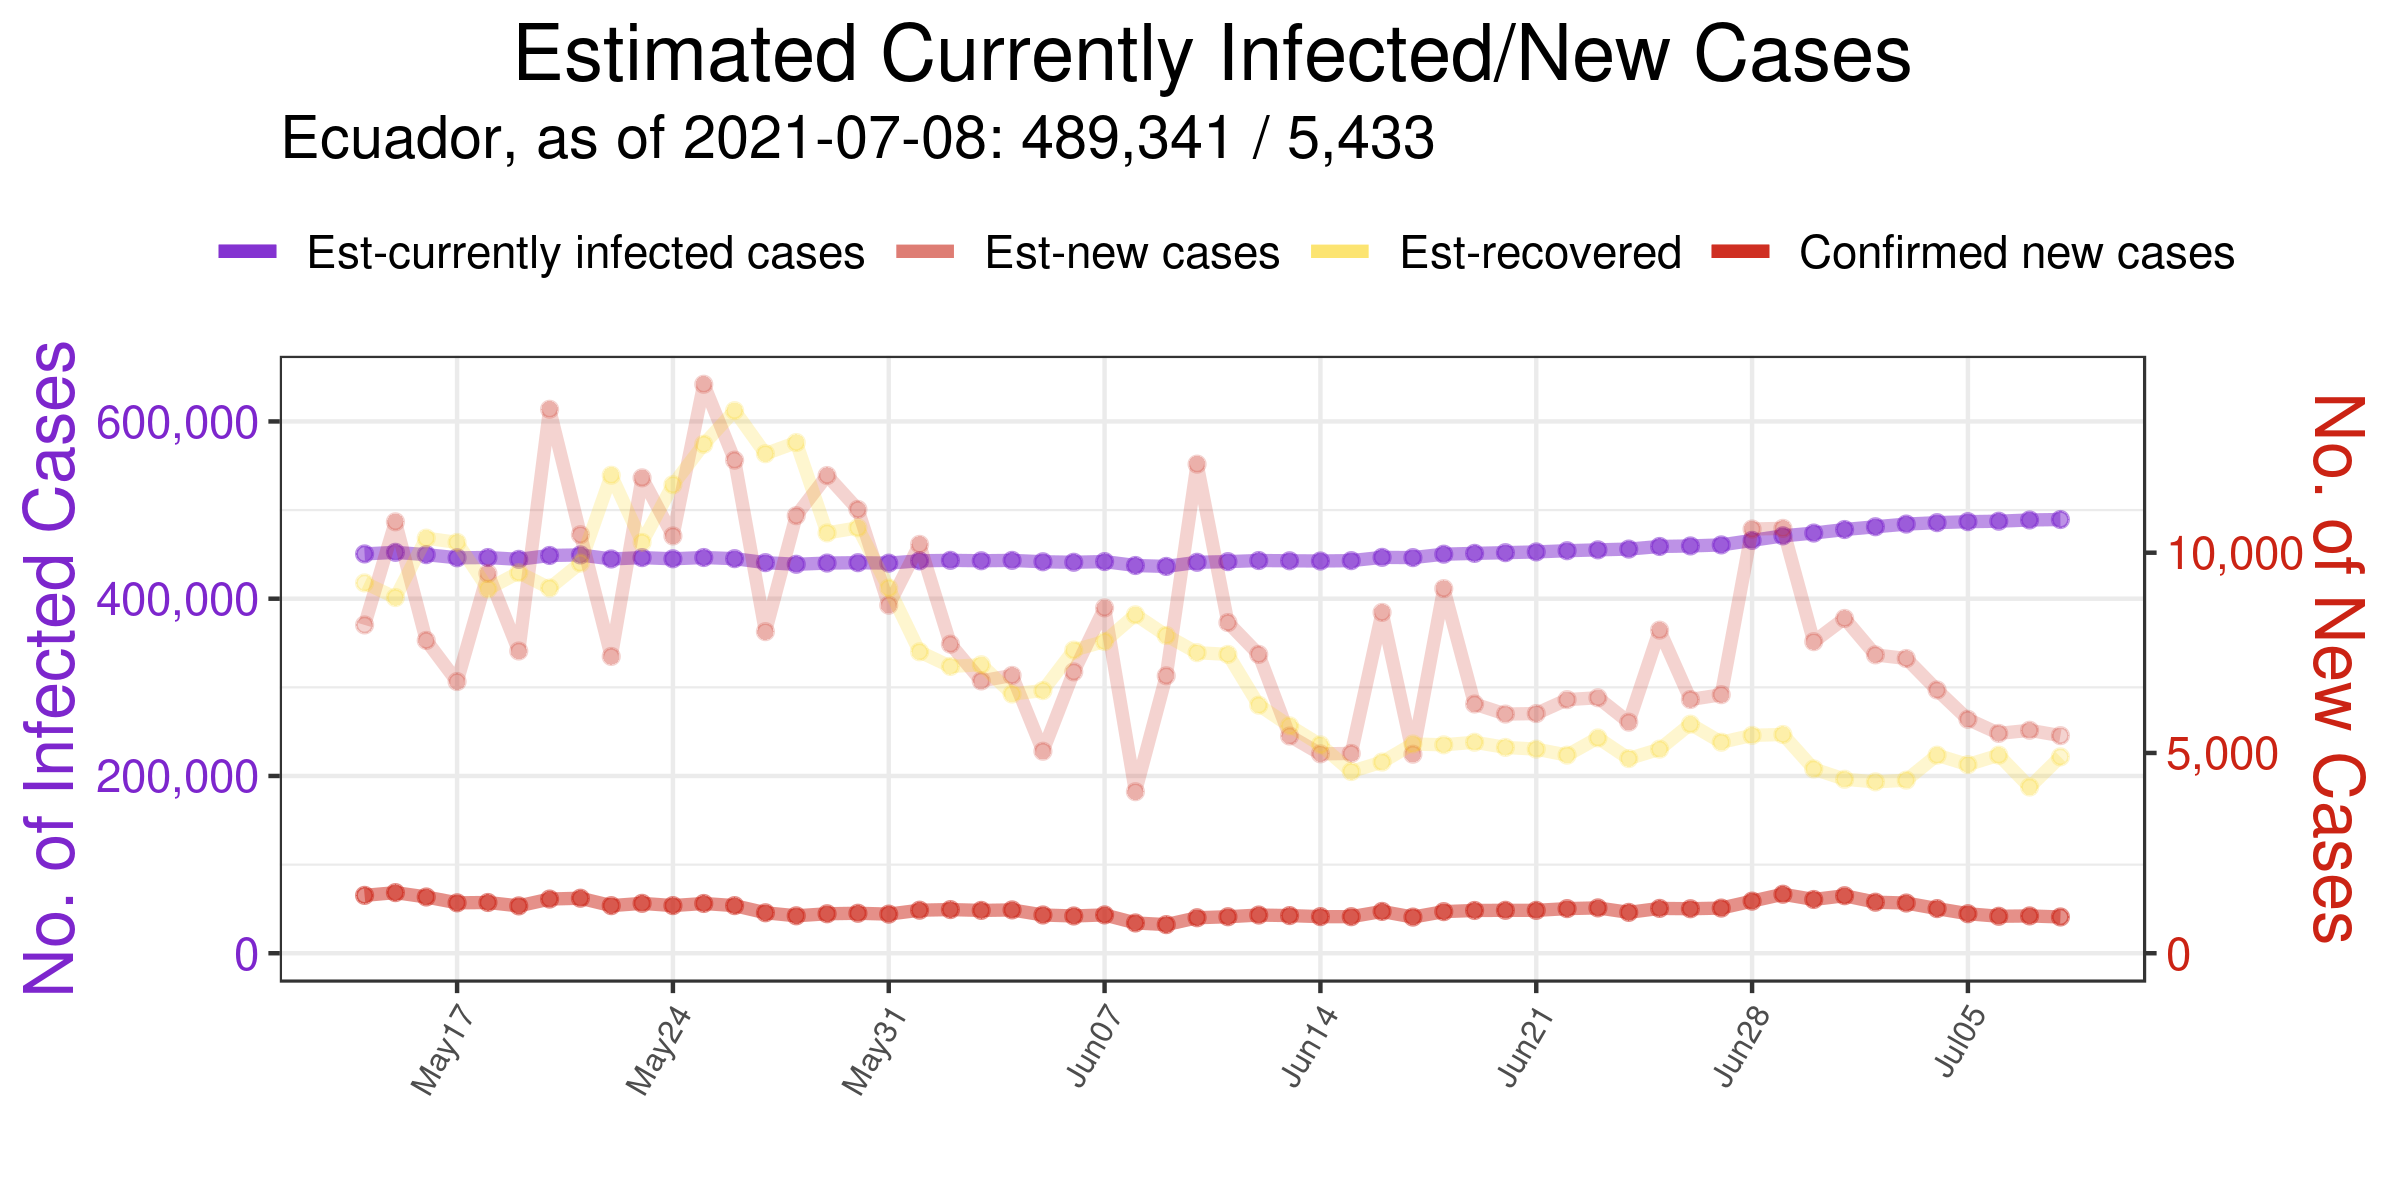 Estimated Currently Infected/New Cases
Ecuador, as of 2021-07-08: 489,341 / 5,433
Est-currently infected cases Est-new cases Est-recovered Confirmed new cases
No. of Infected Cases
600,000
400,000
200,000
0
10,000
5,000
0
No. of New Cases
May17 May24 May31 Jun07 Jun14 Jun21 Jun28 Jul05